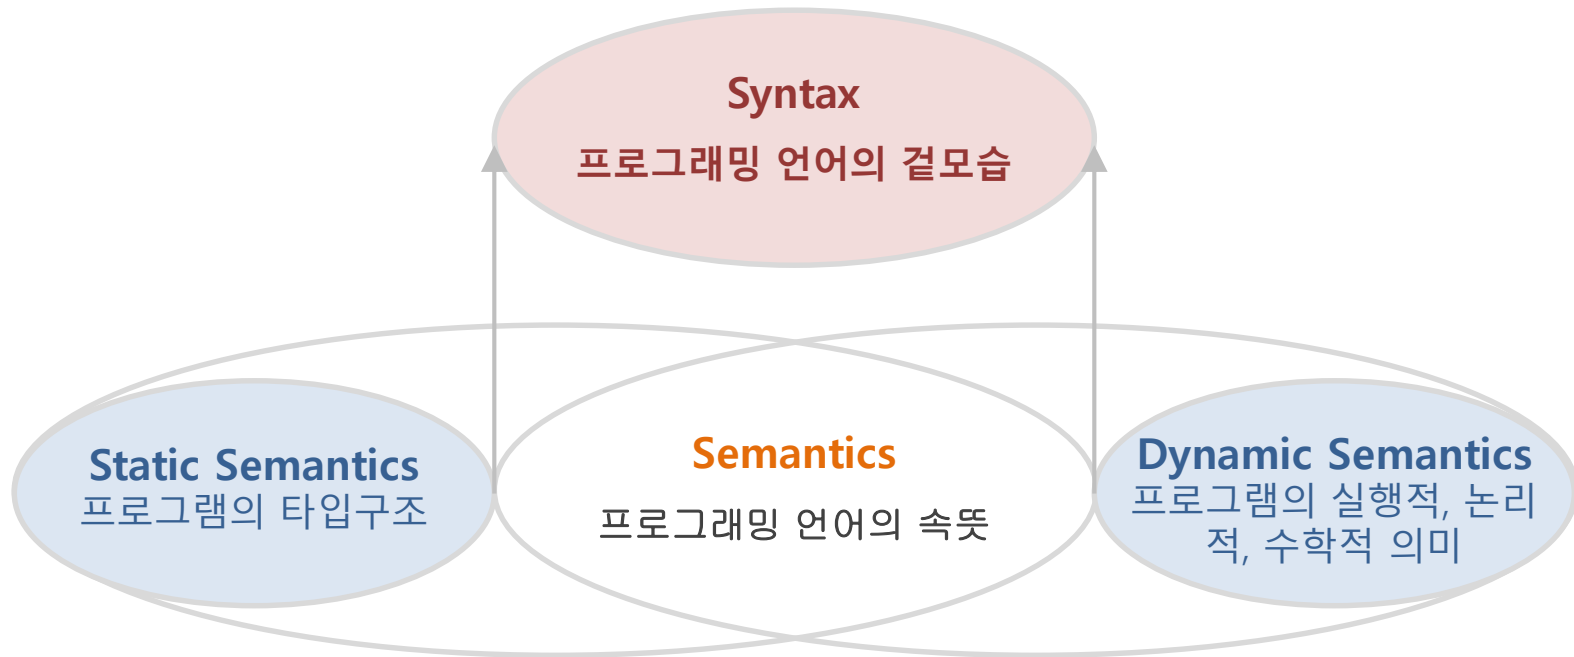 Syntax
프로그래밍 언어의 겉모습
Static Semantics
프로그램의 타입구조
Semantics
프로그래밍 언어의 속뜻
Dynamic Semantics
프로그램의 실행적, 논리
적, 수학적 의미